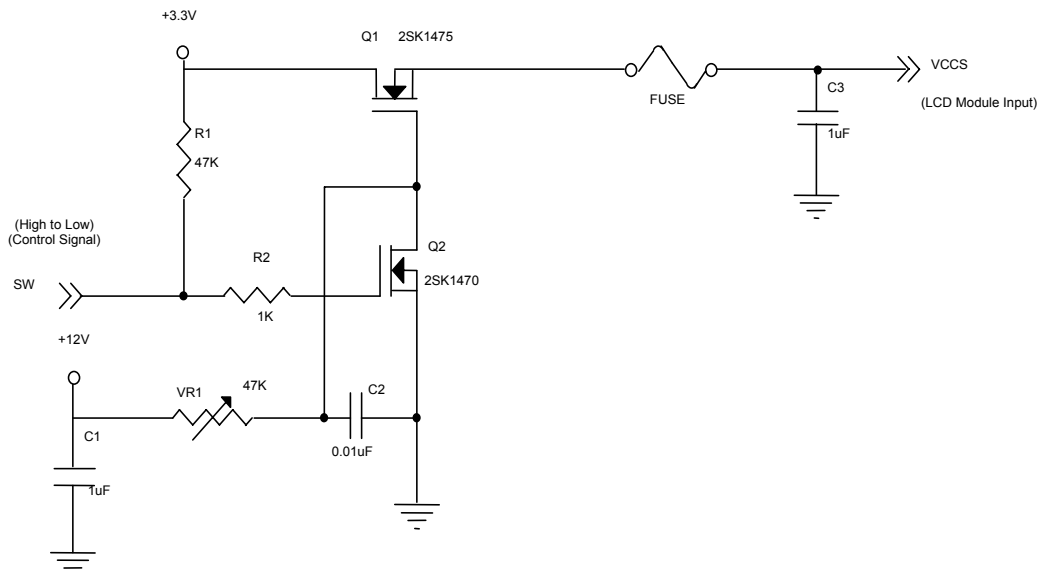 +3.3V
Q1 2SK1475
FUSE
VCCS
(LCD Module Input)
C3
1uF
R1
47K
(High to Low)
(Control Signal)
SW
R2
1K
Q2
2SK1470
+12V
VR1
47K
C2
0.01uF
C1
1uF